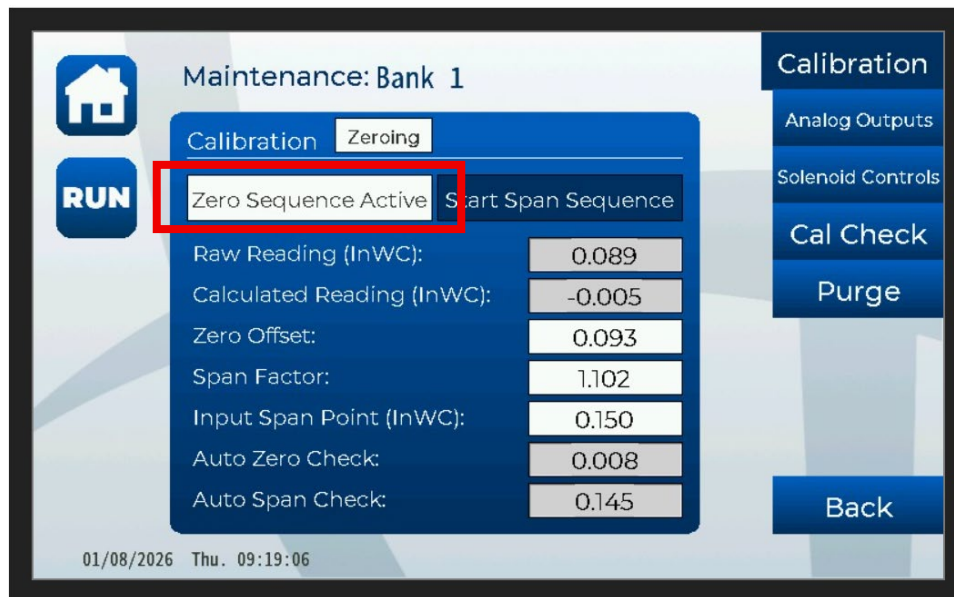 Maintenance: Bank 1
Calibration Zeroing
Zero Sequence Active Start Span Sequence
Raw Reading (InWC): 0.089
Calculated Reading (InWC): -0.005
Zero Offset: 0.093
Span Factor: 1.102
Input Span Point (InWC): 0.150
Auto Zero Check: 0.008
Auto Span Check: 0.145
RUN
Calibration
Analog Outputs
Solenoid Controls
Cal Check
Purge
Back
01/08/2026 Thu. 09:19:06